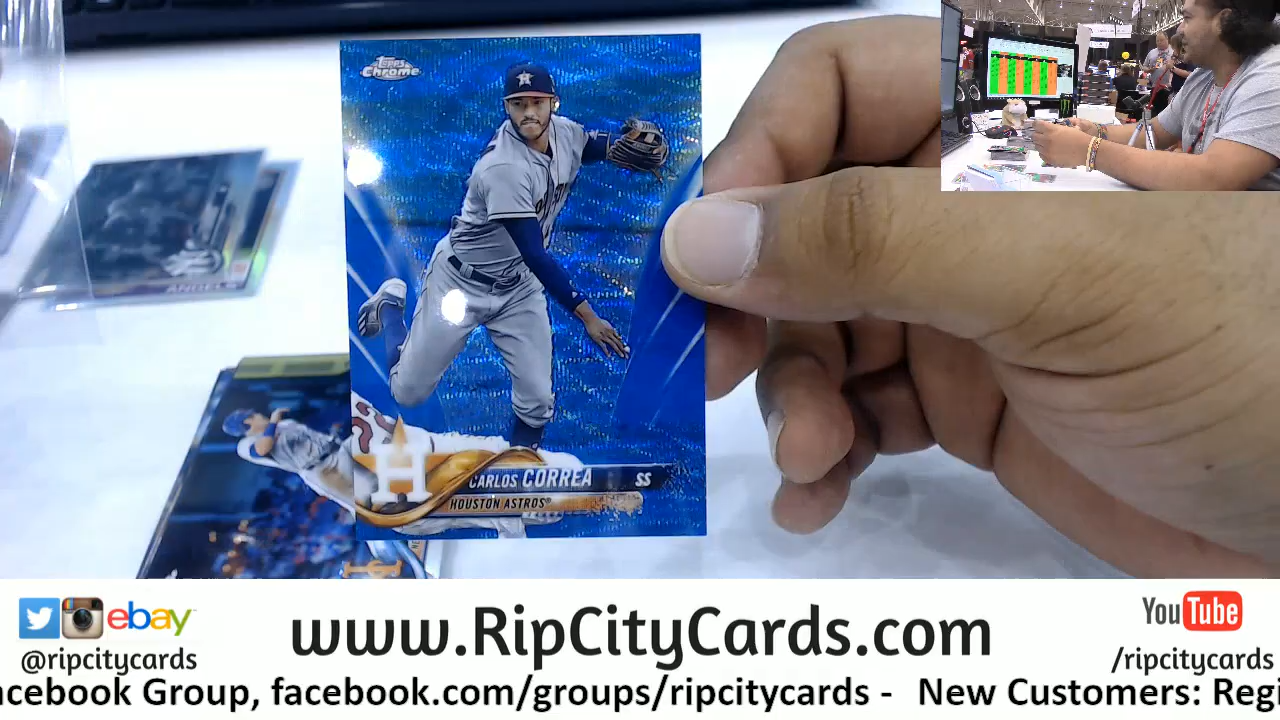 Topps
Chrome
H
CARLOS CORREA SS
HOUSTON ASTROS®
22
ANGELS
ebay
@ripcitycards
www.RipCityCards.com
YouTube
/ripcitycards
acebook Group, facebook.com/groups/ripcitycards - New Customers: Regi